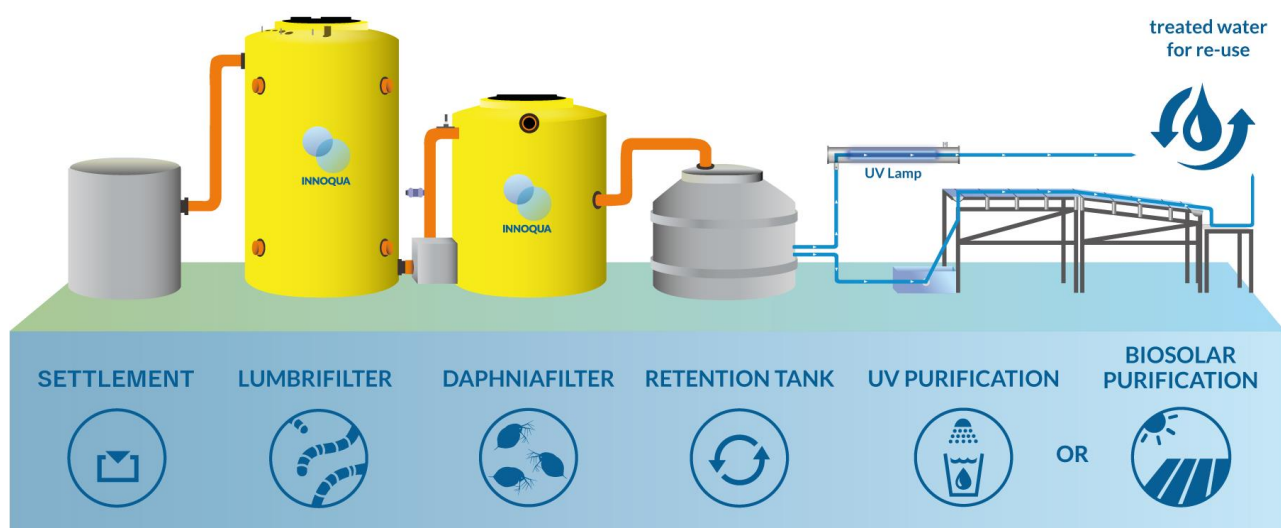 treated water
for re-use
INNOQUA
INNOQUA
UV Lamp
SETTLEMENT
LUMBRIFILTER
DAPHNIAFILTER
RETENTION TANK
UV PURIFICATION
OR
BIOSOLAR
PURIFICATION